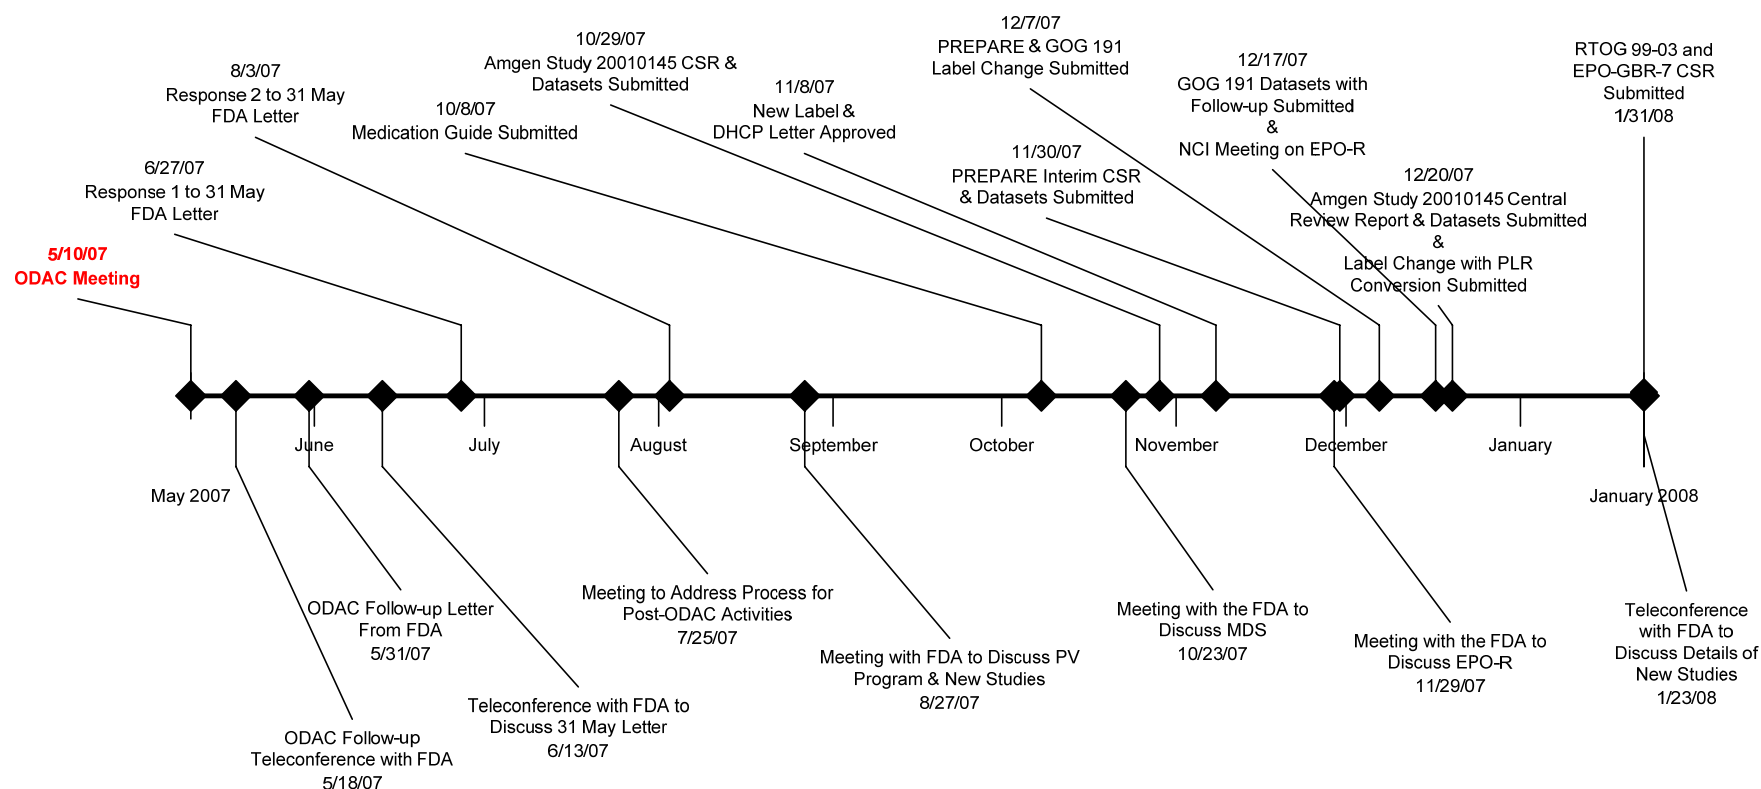 5/10/07
ODAC Meeting
6/27/07
Response 1 to 31 May
FDA Letter
8/3/07
Response 2 to 31 May
FDA Letter
10/8/07
Medication Guide Submitted
10/29/07
Amgen Study 20010145 CSR &
Datasets Submitted
11/8/07
New Label &
DHCP Letter Approved
11/30/07
PREPARE Interim CSR
& Datasets Submitted
12/7/07
PREPARE & GOG 191
Label Change Submitted
12/17/07
GOG 191 Datasets with
Follow-up Submitted
&
NCI Meeting on EPO-R
12/20/07
Amgen Study 20010145 Central
Review Report & Datasets Submitted
&
Label Change with PLR
Conversion Submitted
RTOG 99-03 and
EPO-GBR-7 CSR
Submitted
1/31/08
June
July
August
September
October
November
December
January
May 2007
January 2008
ODAC Follow-up
Teleconference with FDA
5/18/07
ODAC Follow-up Letter
From FDA
5/31/07
Teleconference with FDA to
Discuss 31 May Letter
6/13/07
Meeting to Address Process for
Post-ODAC Activities
7/25/07
Meeting with FDA to Discuss PV
Program & New Studies
8/27/07
Meeting with the FDA to
Discuss MDS
10/23/07
Meeting with the FDA to
Discuss EPO-R
11/29/07
Teleconference
with FDA to
Discuss Details of
New Studies
1/23/08